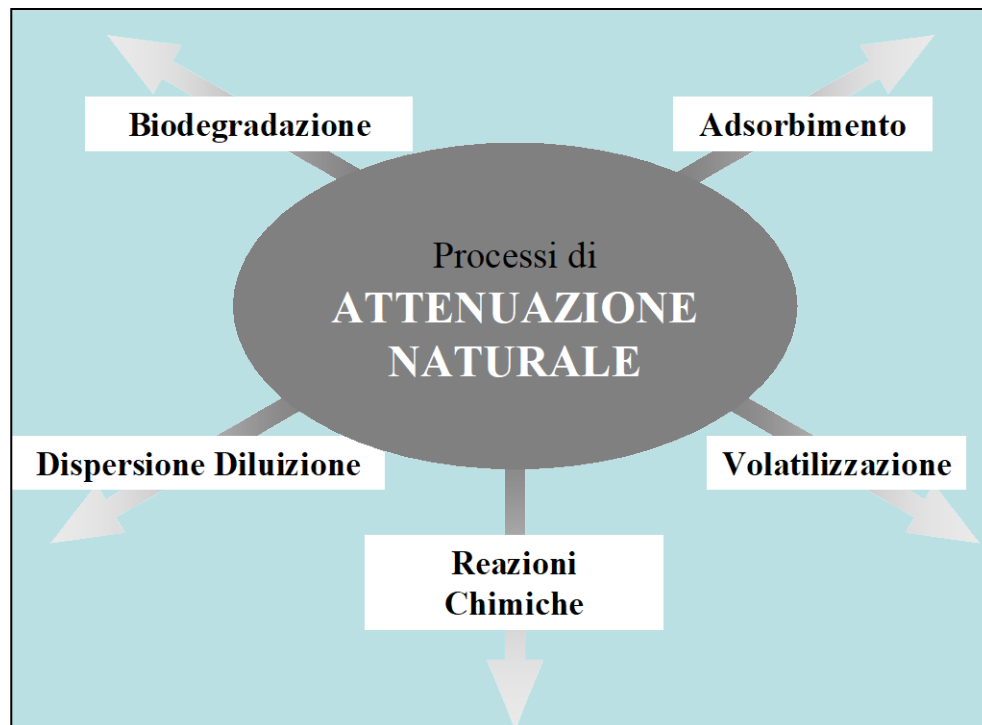 Biodegradazione
Adsorbimento
Processi di
ATTENUAZIONE
NATURALE
Dispersione Diluizione
Volatilizzazione
Reazioni
Chimiche